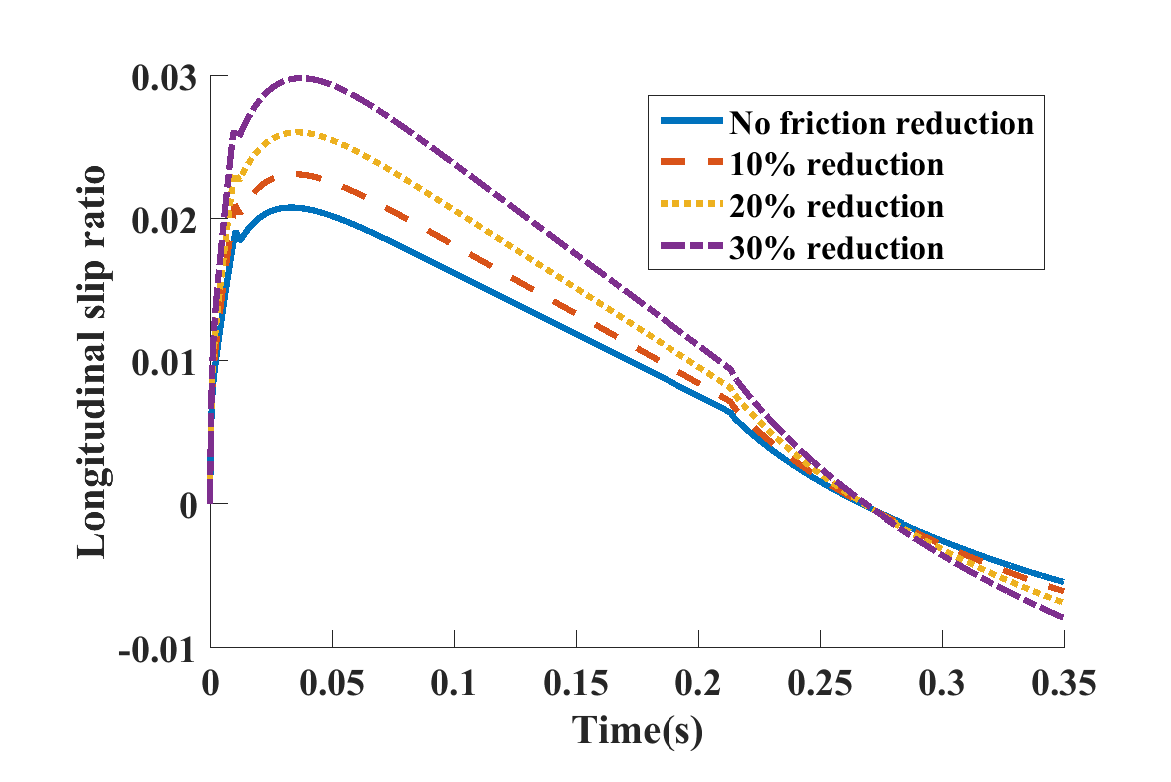 0.03
0.02
0.01
0
-0.01
Longitudinal slip ratio
No friction reduction
10% reduction
20% reduction
30% reduction
0 0.05 0.1 0.15 0.2 0.25 0.3 0.35
Time(s)